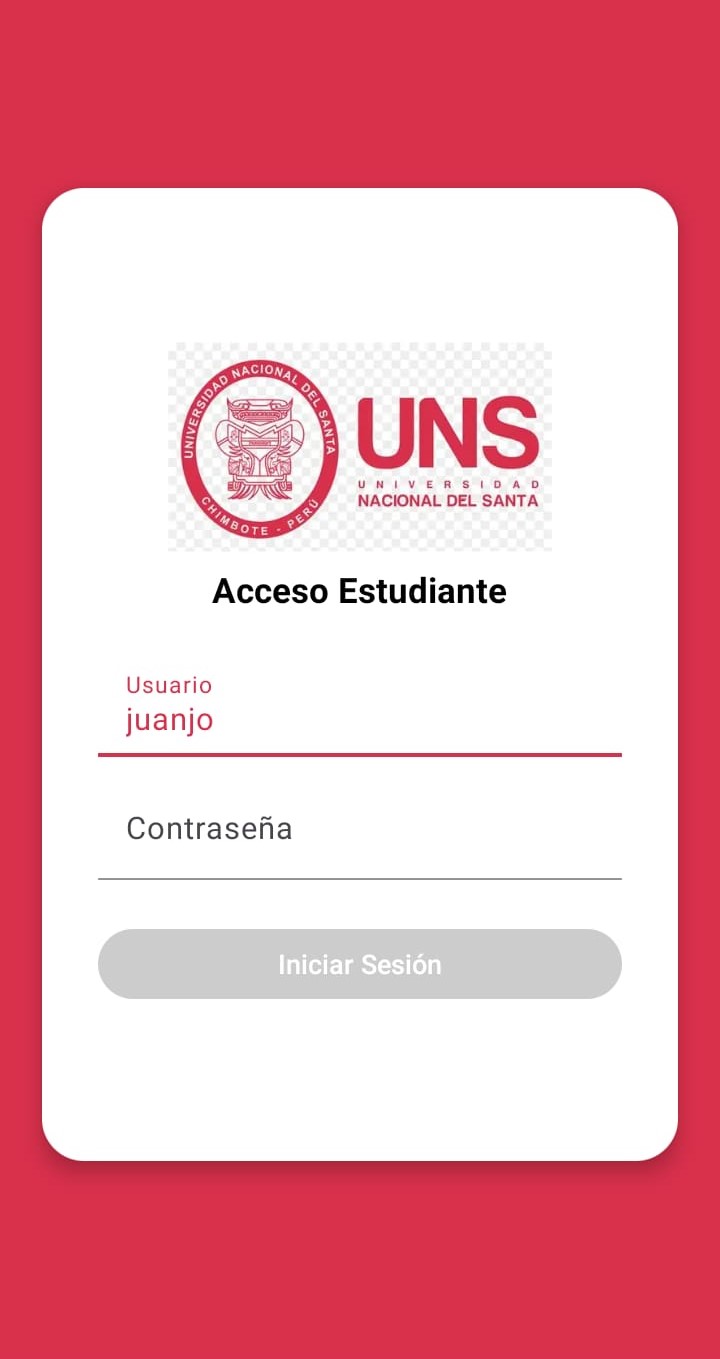 UNIVERSIDAD NACIONAL DEL SANTA
CHIMBOTE - PERÚ
UNS
UNIVERSIDAD
NACIONAL DEL SANTA
Acceso Estudiante
Usuario
juanjo
Contraseña
Iniciar Sesión